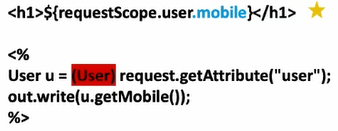 <h1>${requestScope.user.mobile}</h1>
<%
User u = (User) request.getAttribute("user");
out.write(u.getMobile());
%>